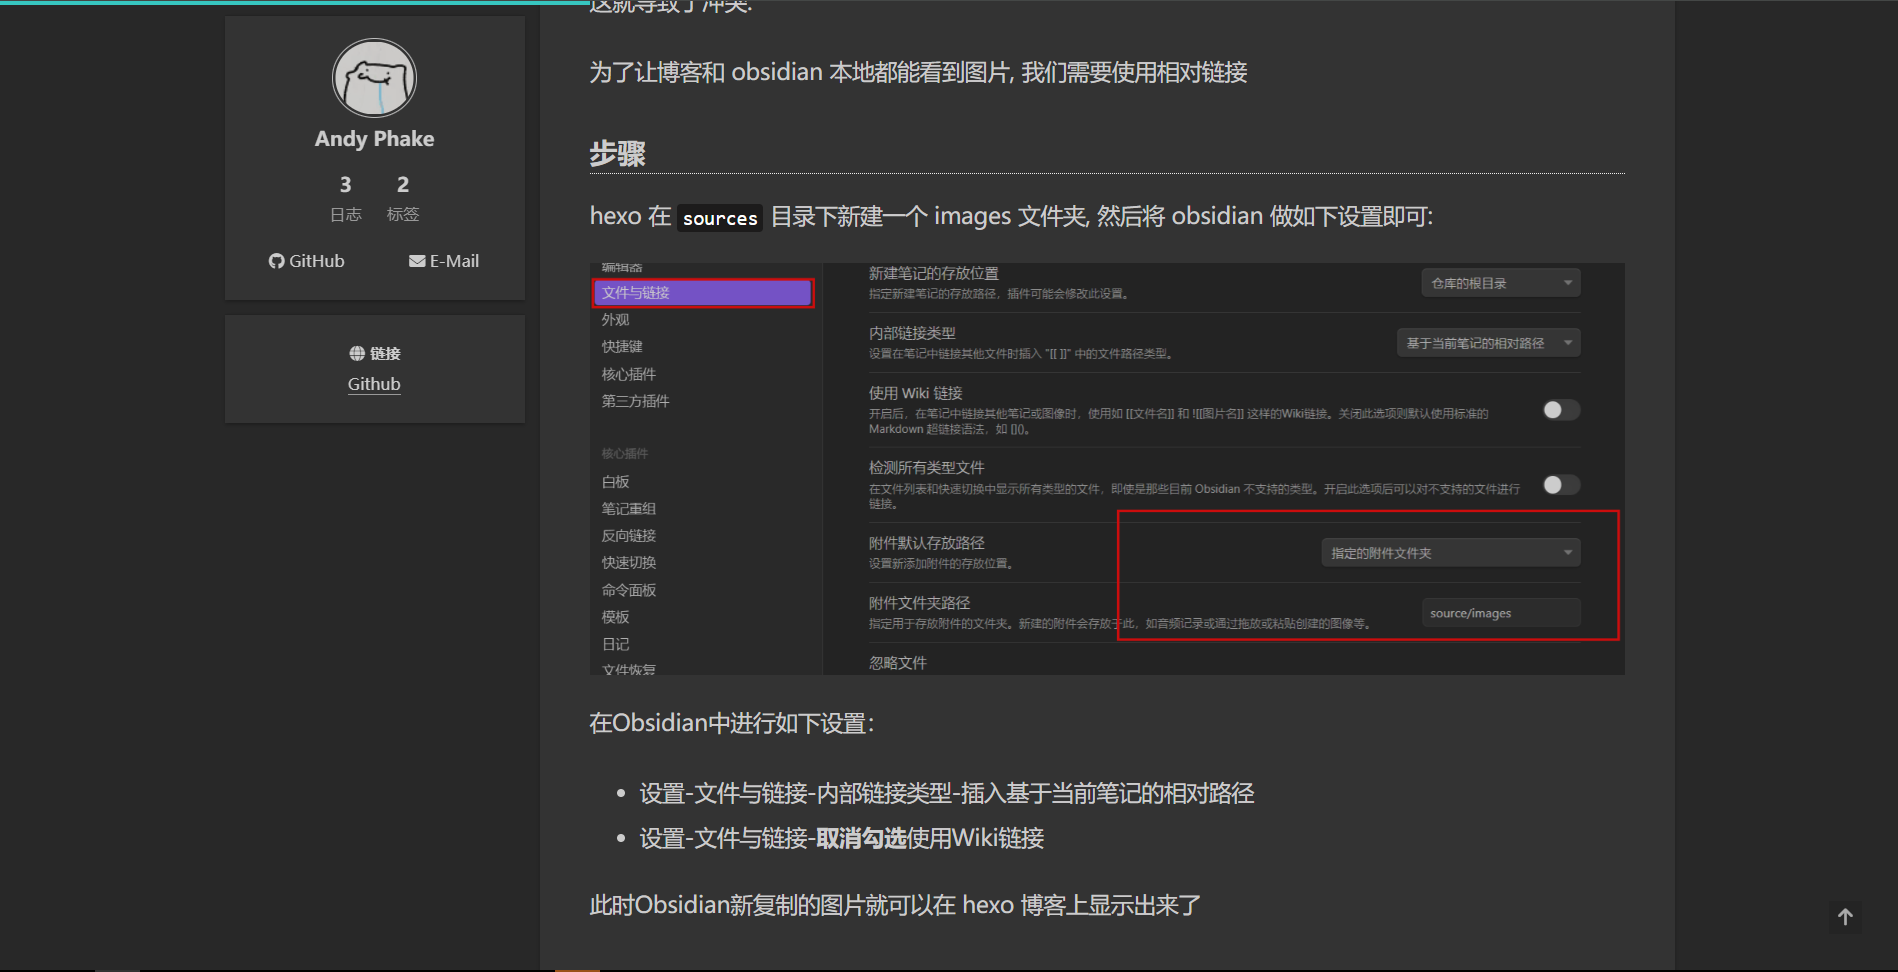 这就导致了冲突.
Andy Phake
3 2
日志 标签
GitHub E-Mail
链接
Github
为了让博客和 obsidian 本地都能看到图片, 我们需要使用相对链接
步骤
hexo 在 sources 目录下新建一个 images 文件夹, 然后将 obsidian 做如下设置即可:
编辑器
文件与链接
外观
快捷键
核心插件
第三方插件
核心插件
白板
笔记重组
反向链接
快速切换
命令面板
模板
日记
文件恢复
新建笔记的存放位置
指定新建笔记的存放路径，插件可能会修改此设置。
仓库的根目录
内部链接类型
设置在笔记中链接其他文件时插入 "[[ ]]" 中的文件路径类型。
基于当前笔记的相对路径
使用 Wiki 链接
开启后，在笔记中链接其他笔记或图像时，使用如 [[文件名]] 和 ![[图片名]] 这样的Wiki链接。关闭此选项则默认使用标准的
Markdown 超链接语法，如 []()。
检测所有类型文件
在文件列表和快速切换中显示所有类型的文件，即使是那些目前 Obsidian 不支持的类型。开启此选项后可以对不支持的文件进行
链接。
附件默认存放路径
设置新添加附件的存放位置。
指定的附件文件夹
附件文件夹路径
指定用于存放附件的文件夹。新建的附件会存放于此，如音频记录或通过拖放或粘贴创建的图像等。
source/images
忽略文件
在Obsidian中进行如下设置：
• 设置-文件与链接-内部链接类型-插入基于当前笔记的相对路径
• 设置-文件与链接-取消勾选使用Wiki链接
此时Obsidian新复制的图片就可以在 hexo 博客上显示出来了